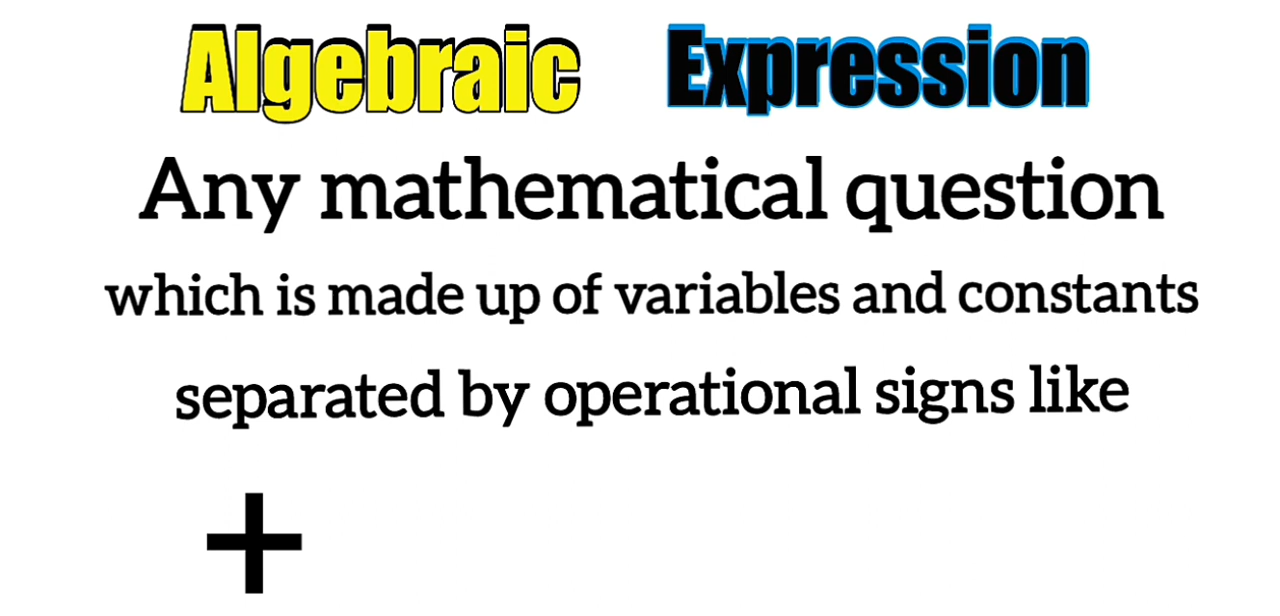 Algebraic Expression
Any mathematical question
which is made up of variables and constants
separated by operational signs like
+